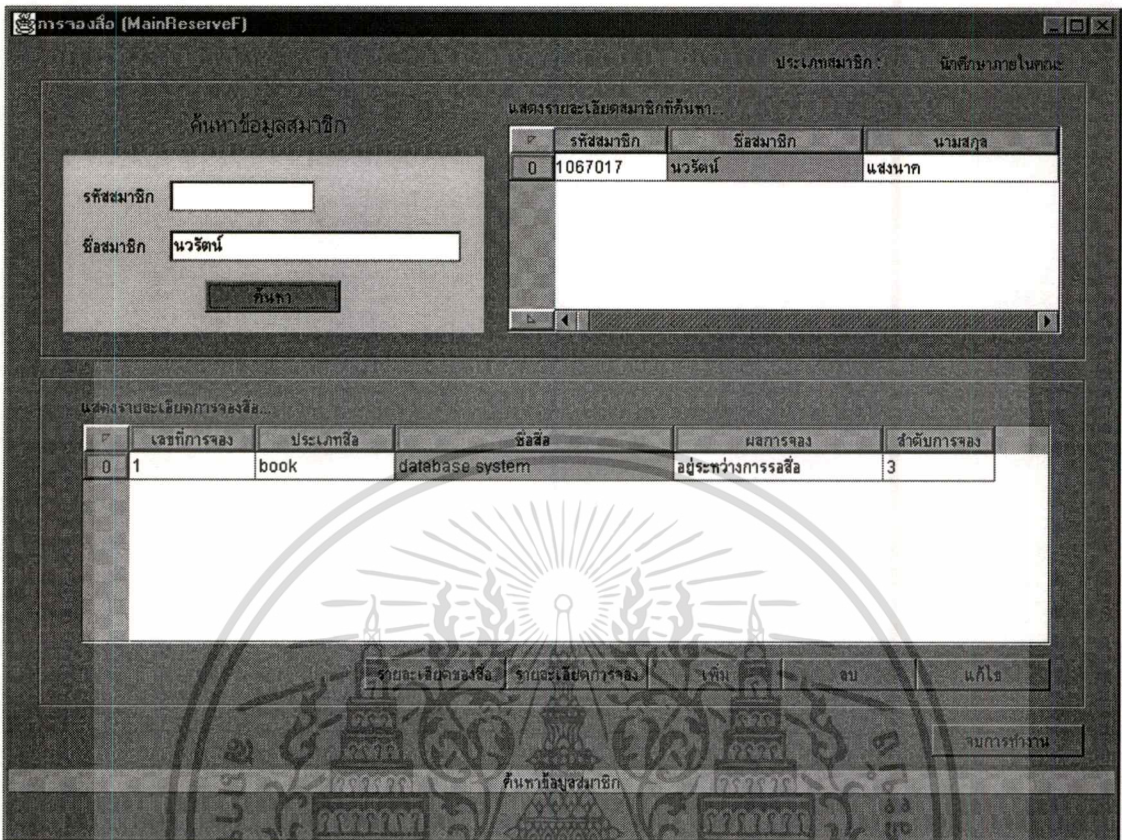 การจองสื่อ (MainReserveF)
ประเภทสมาชิก : นักศึกษาภายในคณะ
ค้นหาข้อมูลสมาชิก
รหัสสมาชิก
ชื่อสมาชิก นวรัตน์
ค้นหา
แสดงรายละเอียดสมาชิกที่ค้นหา...
รหัสสมาชิก ชื่อสมาชิก นามสกุล
0 1067017 นวรัตน์ แสงนาค
แสดงรายละเอียดการจองสื่อ...
เลขที่การจอง ประเภทสื่อ ชื่อสื่อ ผลการจอง ลำดับการจอง
0 1 book database system อยู่ระหว่างการรอสื่อ 3
รายละเอียดของสื่อ รายละเอียดการจอง เพิ่ม ลบ แก้ไข
จบการทำงาน
ค้นหาข้อมูลสมาชิก